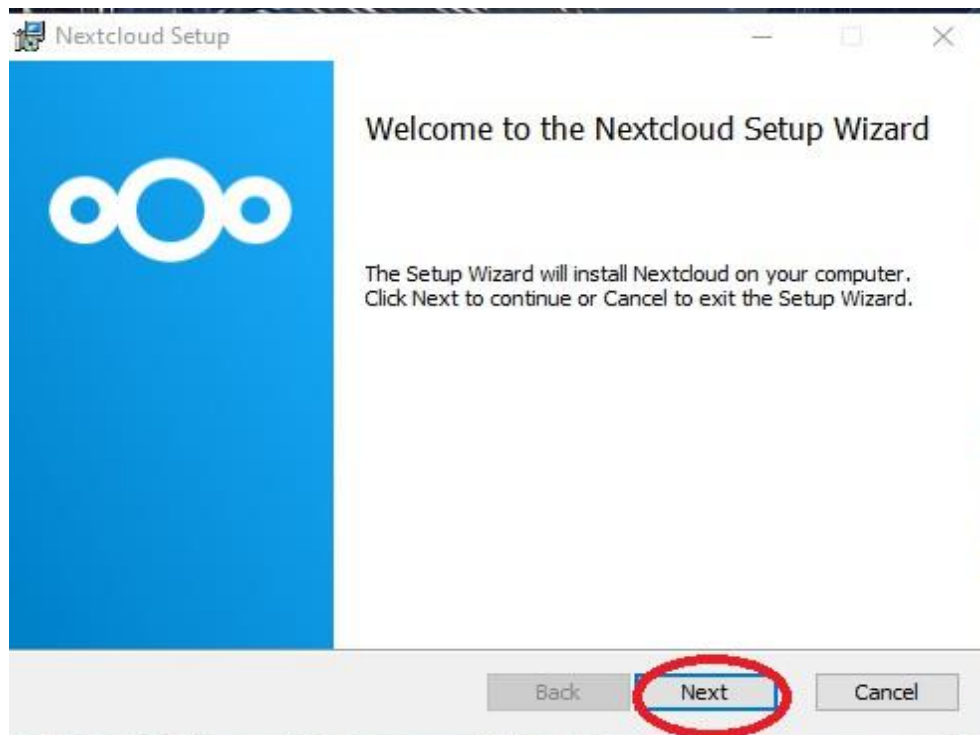 Nextcloud Setup
Welcome to the Nextcloud Setup Wizard
The Setup Wizard will install Nextcloud on your computer.
Click Next to continue or Cancel to exit the Setup Wizard.
Back Next Cancel